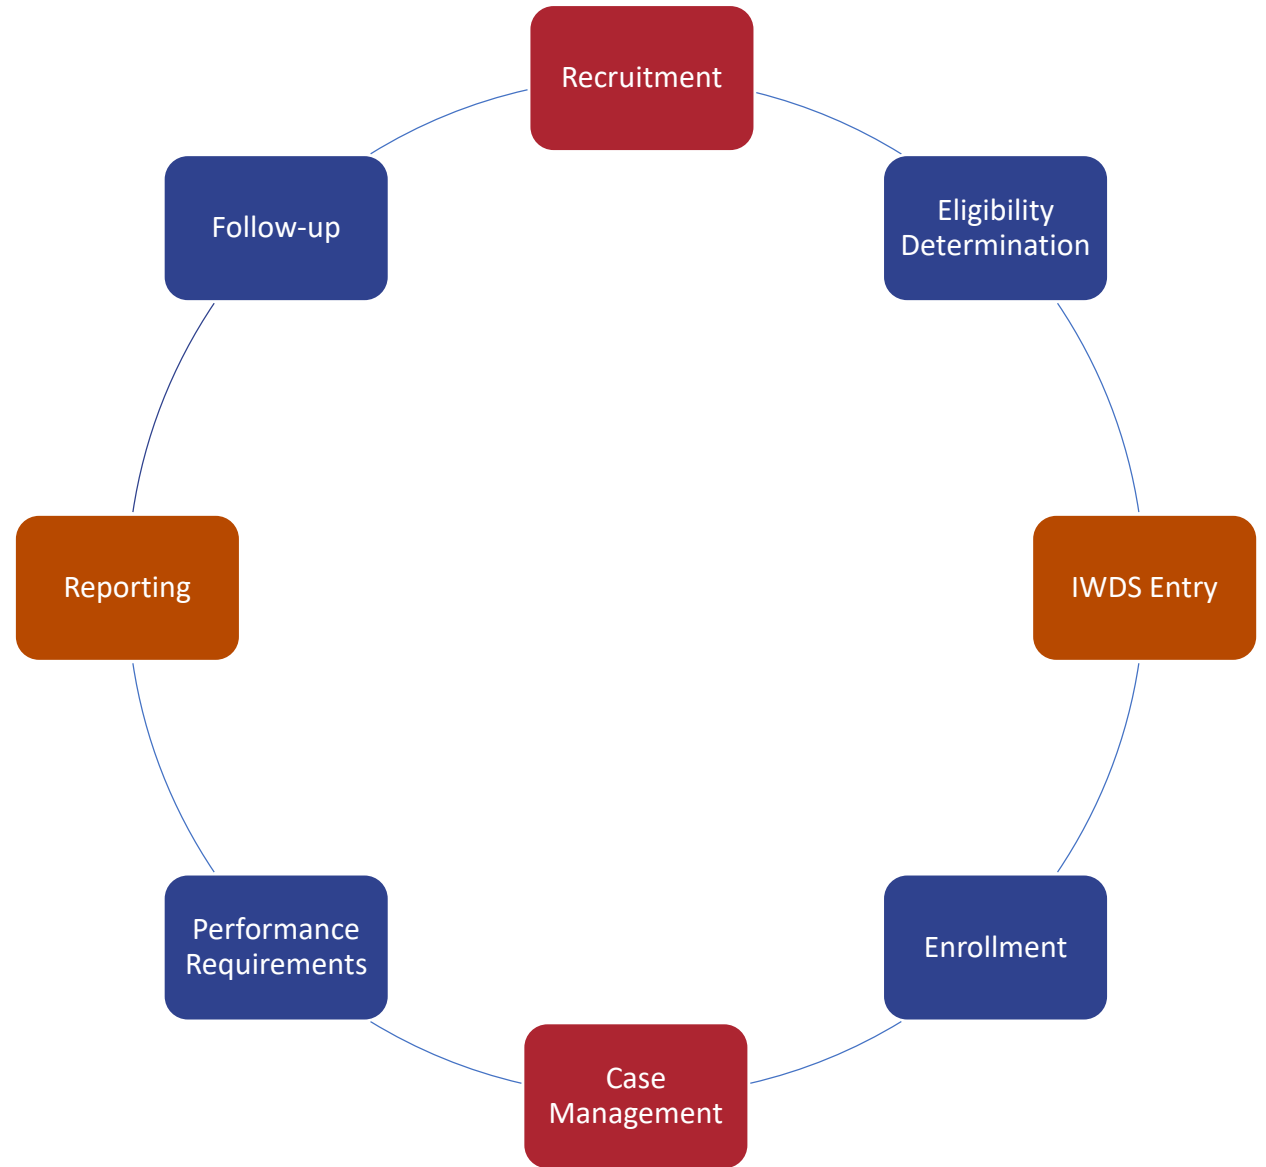 Recruitment
Eligibility
Determination
IWDS Entry
Enrollment
Case
Management
Performance
Requirements
Reporting
Follow-up